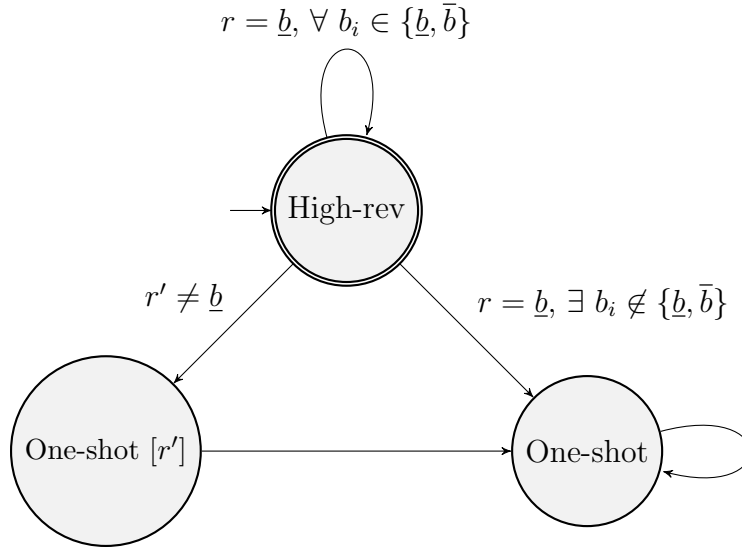 r = b̲, ∀ bᵢ ∈ {b̲, b̄}
High-rev
r′ ≠ b̲
r = b̲, ∃ bᵢ ∉ {b̲, b̄}
One-shot [r′]
One-shot